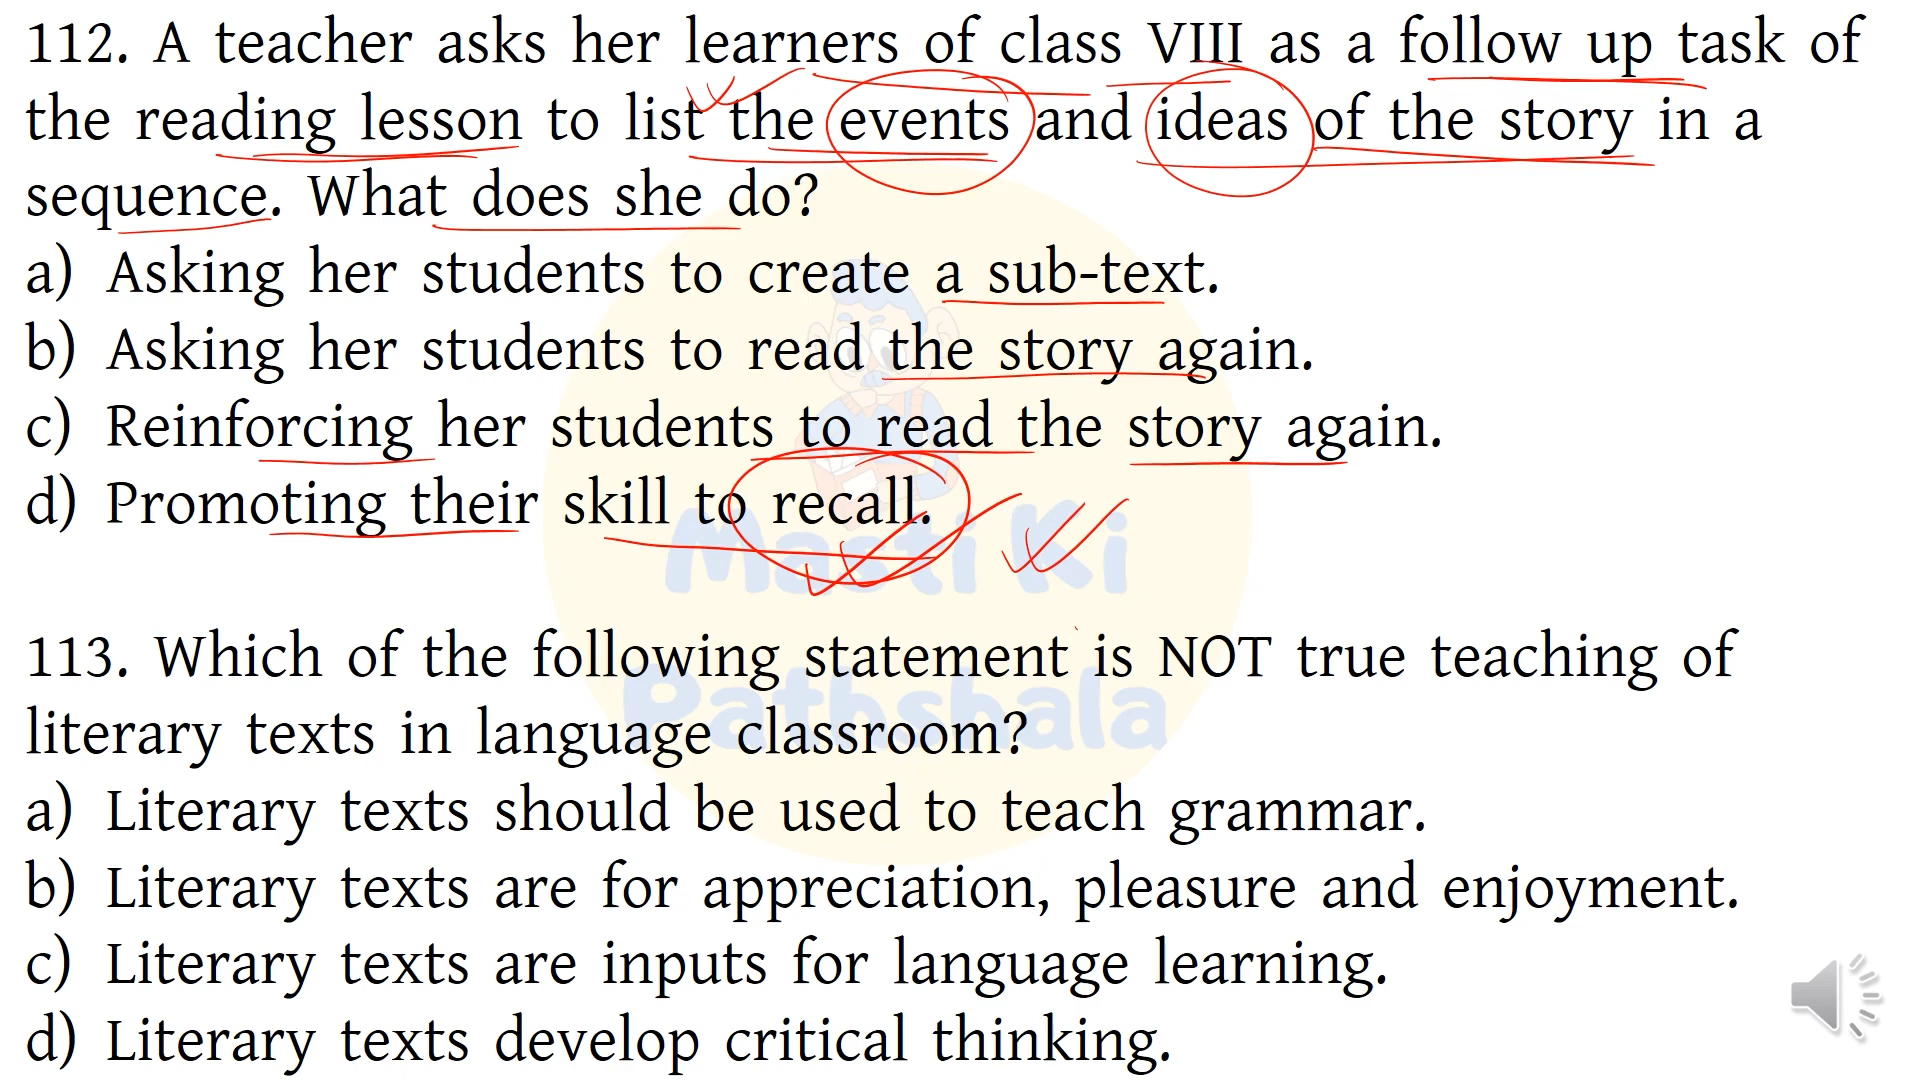 112. A teacher asks her learners of class VIII as a follow up task of
the reading lesson to list the events and ideas of the story in a
sequence. What does she do?
a) Asking her students to create a sub-text.
b) Asking her students to read the story again.
c) Reinforcing her students to read the story again.
d) Promoting their skill to recall.
Masti Ki
113. Which of the following statement is NOT true teaching of
Pathshala
literary texts in language classroom?
a) Literary texts should be used to teach grammar.
b) Literary texts are for appreciation, pleasure and enjoyment.
c) Literary texts are inputs for language learning.
d) Literary texts develop critical thinking.